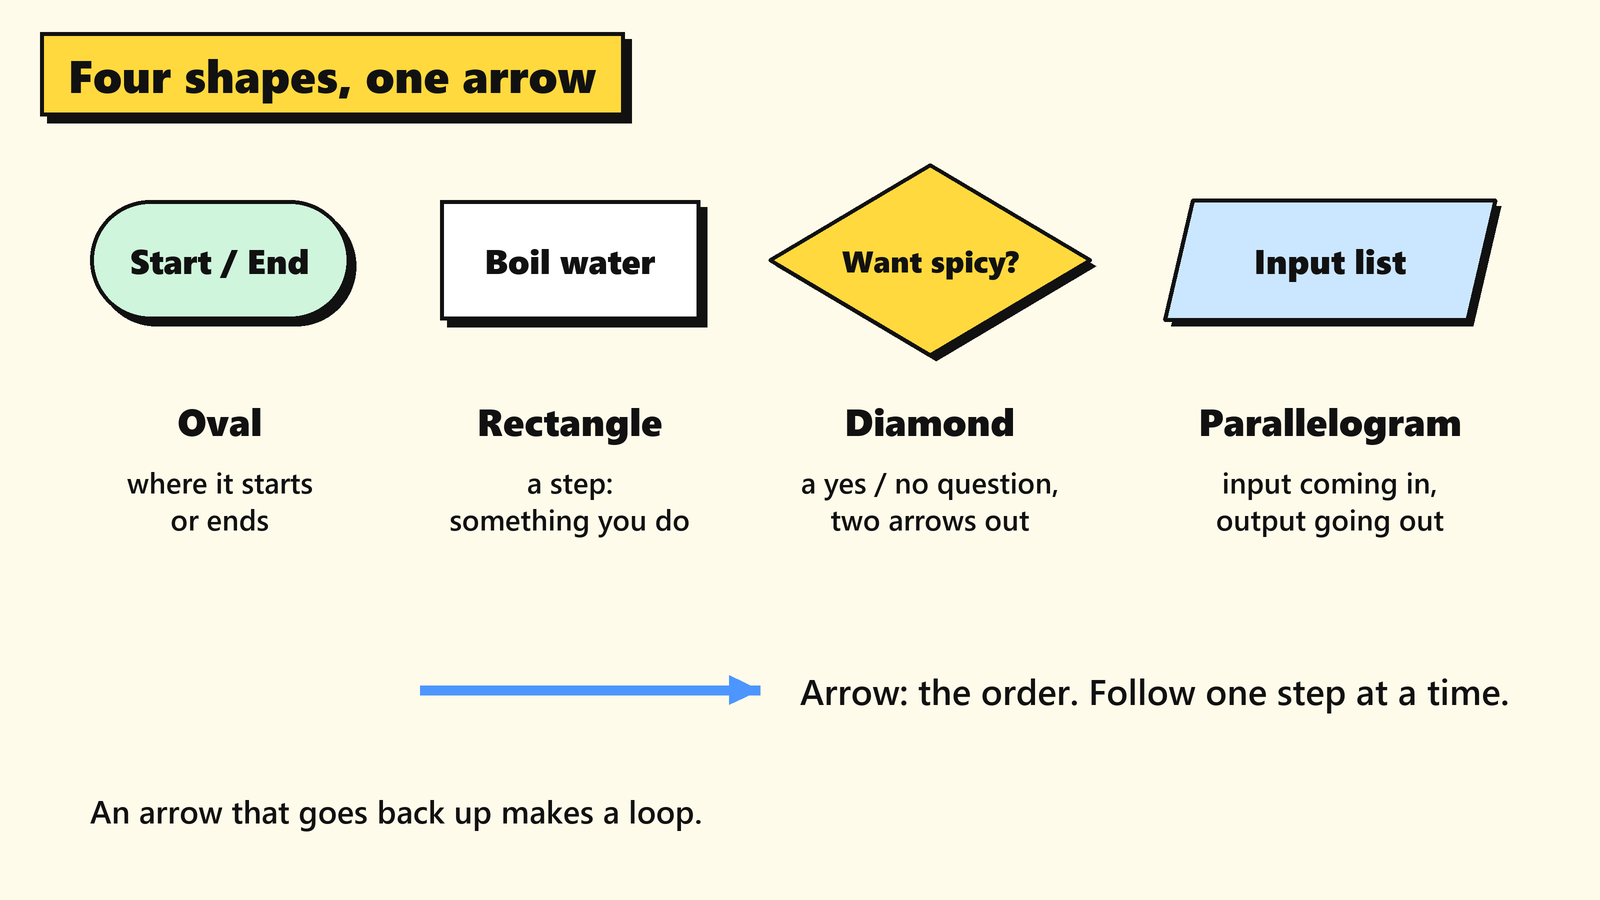 Four shapes, one arrow
Start / End
Boil water
Want spicy?
Input list
Oval
where it starts
or ends
Rectangle
a step:
something you do
Diamond
a yes / no question,
two arrows out
Parallelogram
input coming in,
output going out
Arrow: the order. Follow one step at a time.
An arrow that goes back up makes a loop.